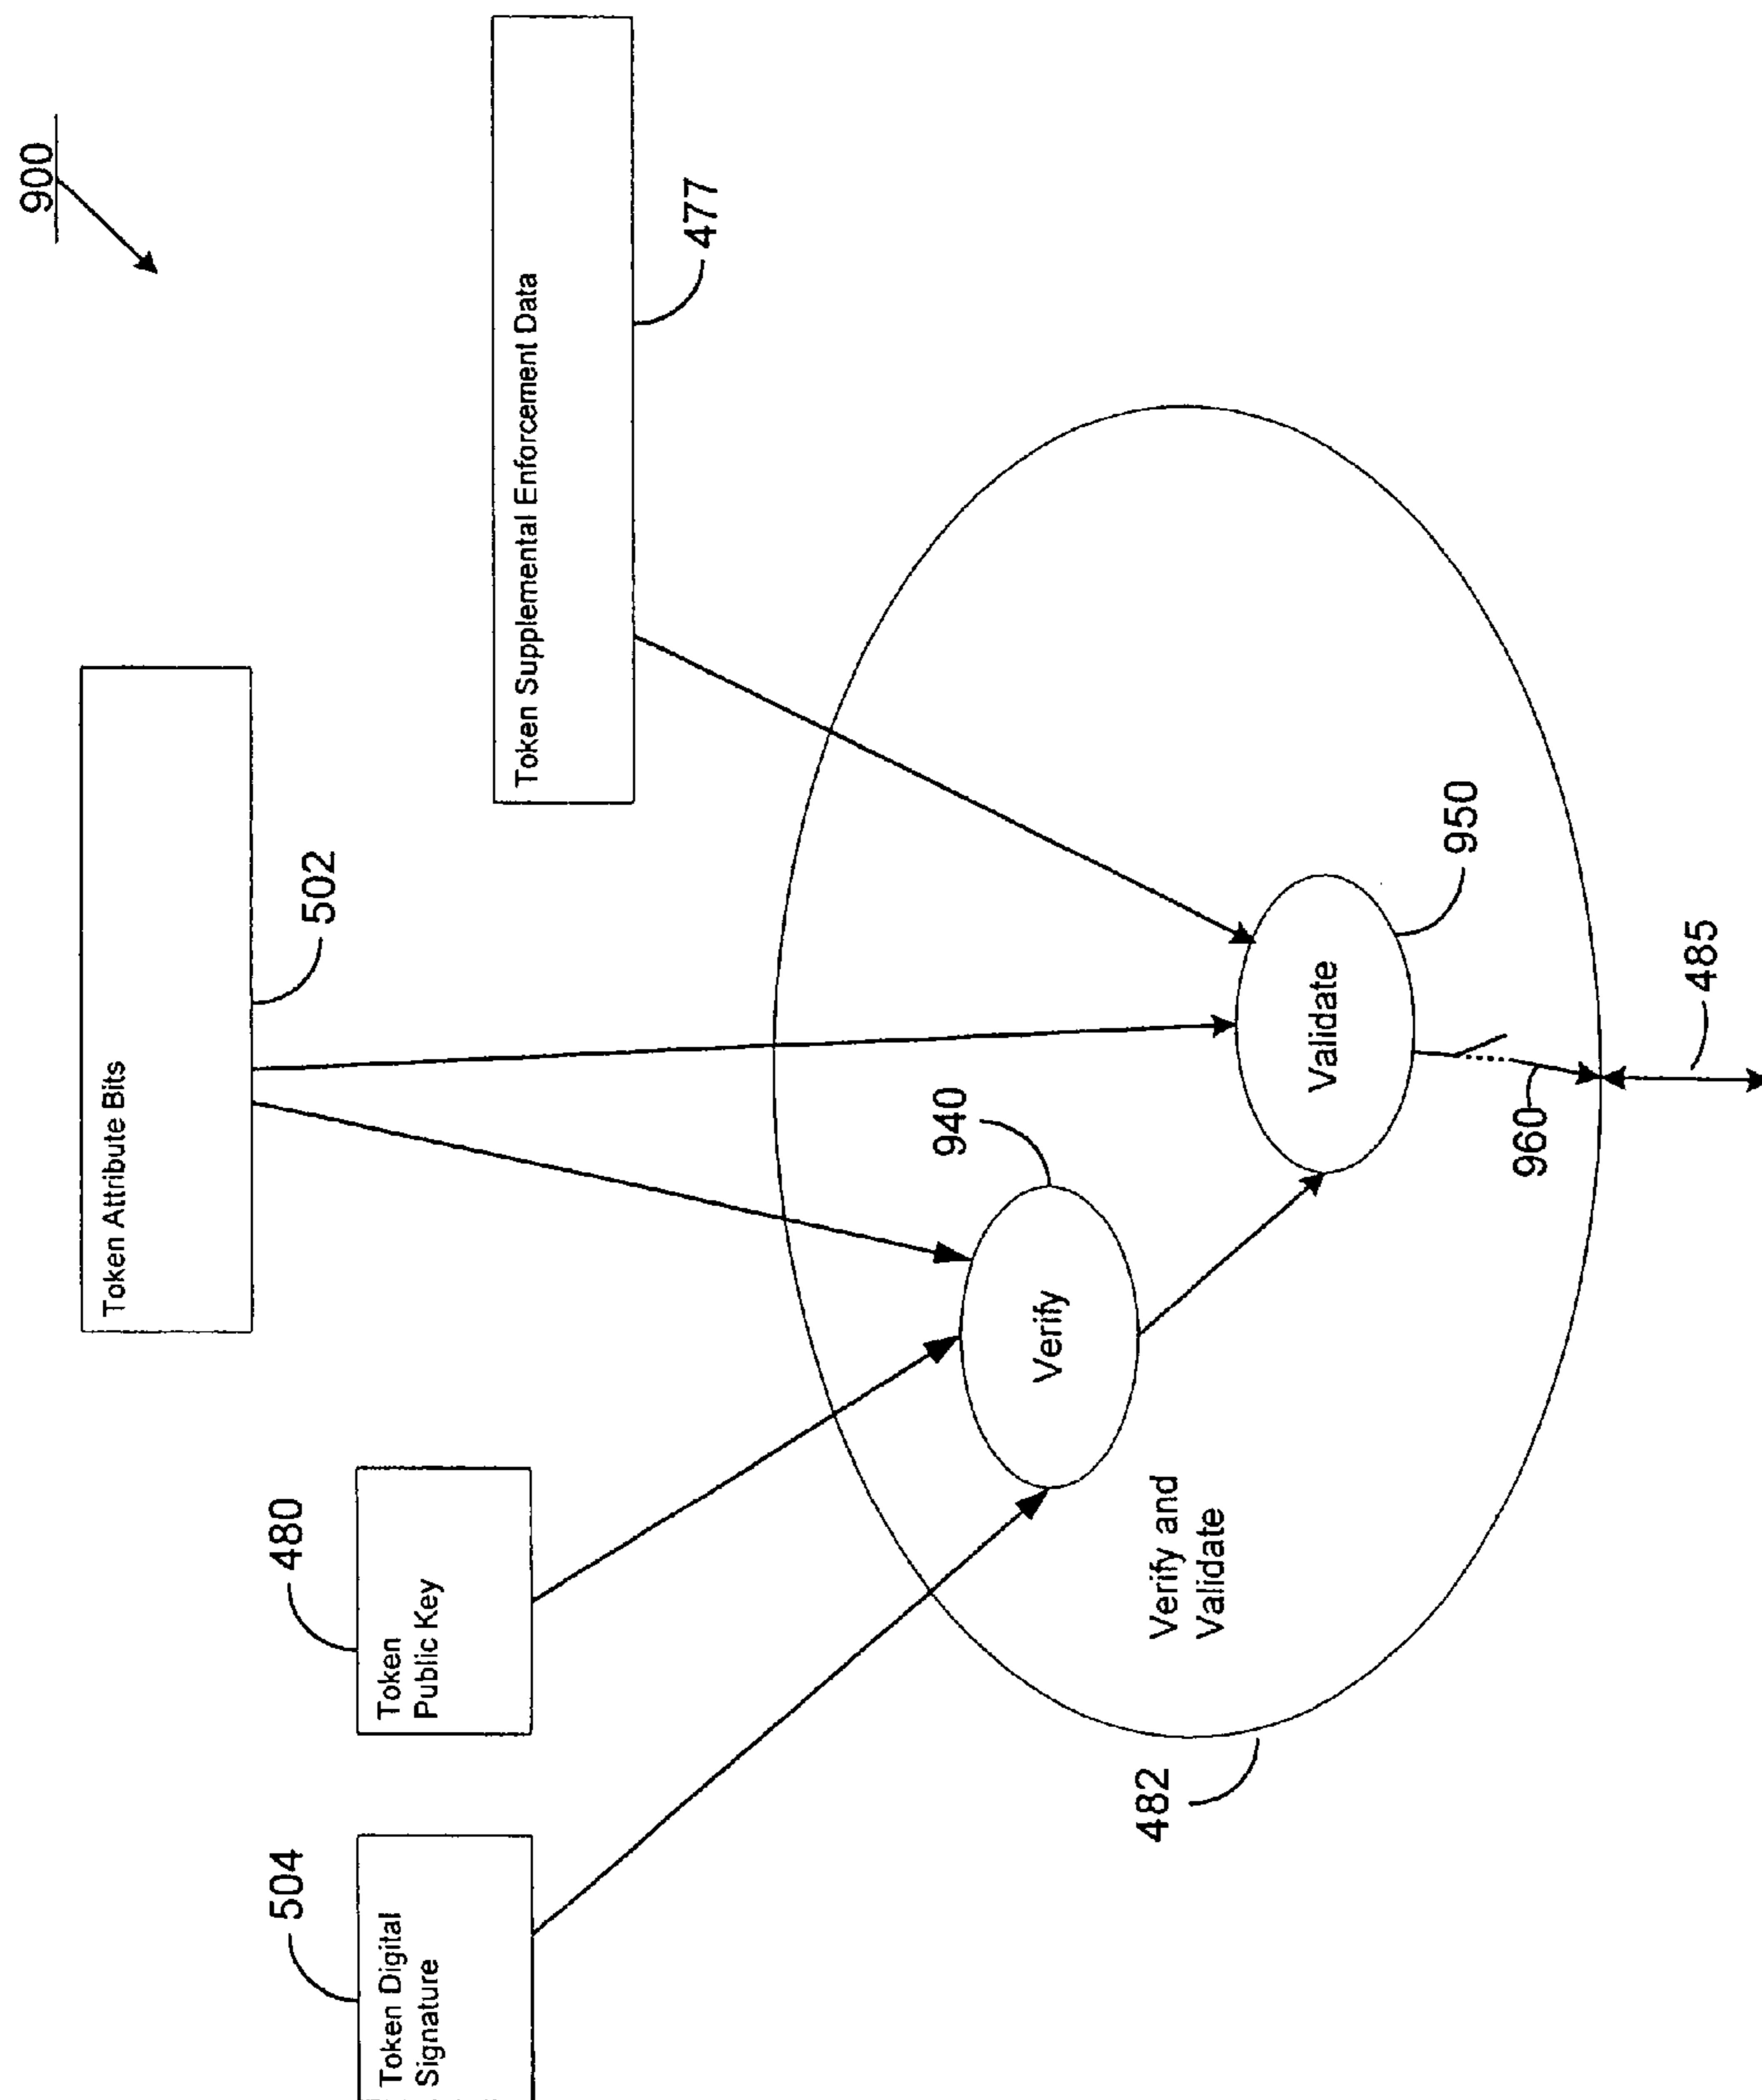 900
Token Attribute Bits
502
504
Token Digital
Signature
480
Token
Public Key
Token Supplemental Enforcement Data
477
940
Verify
Verify and
Validate
482
Validate
950
960
485